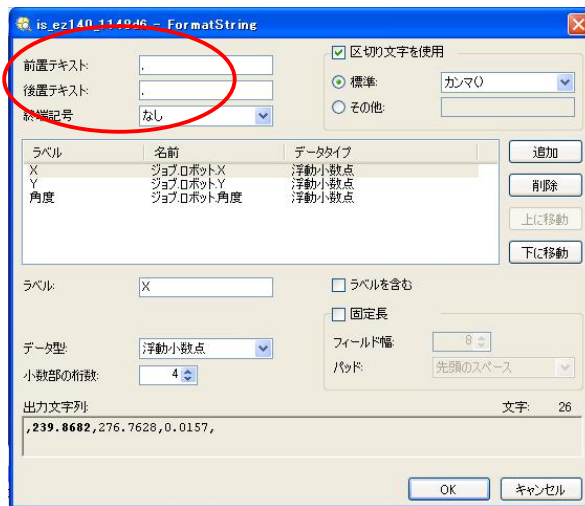 is_ez140_1148d6 - FormatString
前置テキスト: ,
後置テキスト: ,
終端記号 なし
区切り文字を使用
標準: カンマ(,)
その他:
ラベル 名前 データタイプ
X ジョブ.ロボット.X 浮動小数点
Y ジョブ.ロボット.Y 浮動小数点
角度 ジョブ.ロボット.角度 浮動小数点
追加
削除
上に移動
下に移動
ラベル: X
ラベルを含む
固定長
データ型: 浮動小数点
フィールド幅: 8
小数部の桁数: 4
パッド: 先頭のスペース
出力文字列: 文字: 26
,239.8682,276.7628,0.0157,
OK キャンセル